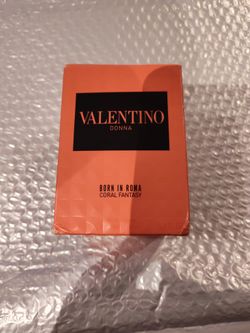 VALENTINO
DONNA
BORN IN ROMA
CORAL FANTASY